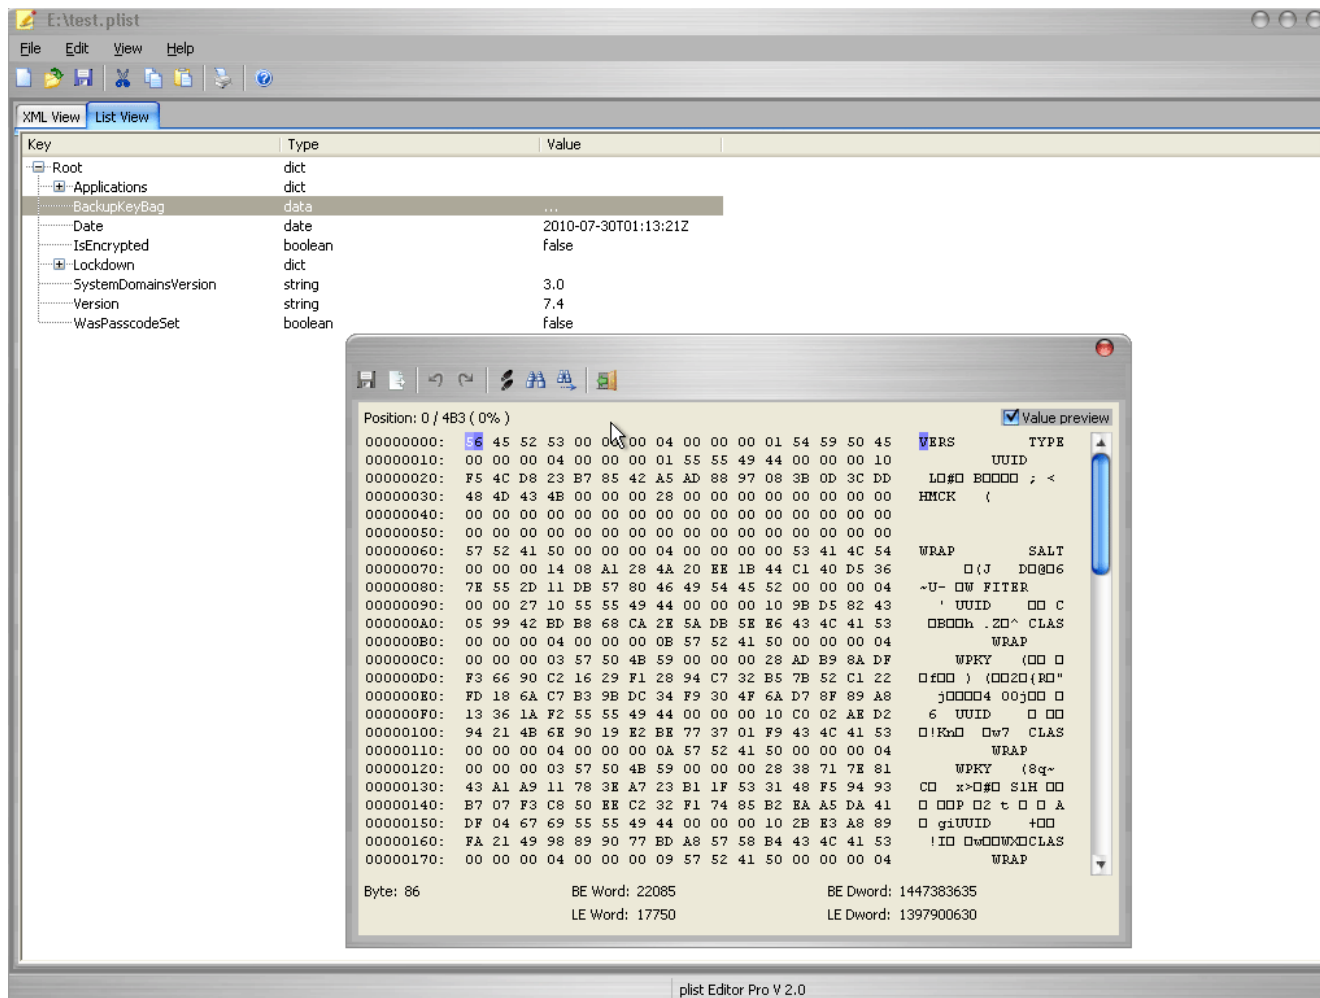 E:\test.plist
File Edit View Help
XML View List View
Key Type Value
Root dict
Applications dict
BackupKeyBag data ...
Date date 2010-07-30T01:13:21Z
IsEncrypted boolean false
Lockdown dict
SystemDomainsVersion string 3.0
Version string 7.4
WasPasscodeSet boolean false
Position: 0 / 4B3 ( 0% ) Value preview
00000000: 56 45 52 53 00 00 00 04 00 00 00 01 54 59 50 45 VERS TYPE
00000010: 00 00 00 04 00 00 00 01 55 55 49 44 00 00 00 10 UUID
00000020: F5 4C D8 23 B7 85 42 A5 AD 88 97 08 3B 0D 3C DD L□#□ B□□□□ ; <
00000030: 48 4D 43 4B 00 00 00 28 00 00 00 00 00 00 00 00 HMCK (
00000040: 00 00 00 00 00 00 00 00 00 00 00 00 00 00 00 00
00000050: 00 00 00 00 00 00 00 00 00 00 00 00 00 00 00 00
00000060: 57 52 41 50 00 00 00 04 00 00 00 00 53 41 4C 54 WRAP SALT
00000070: 00 00 00 14 08 A1 28 4A 20 EE 1B 44 C1 40 D5 36 □(J D□@□6
00000080: 7E 55 2D 11 DB 57 80 46 49 54 45 52 00 00 00 04 ~U- □W FITER
00000090: 00 00 27 10 55 55 49 44 00 00 00 10 9B D5 82 43 ' UUID □□ C
000000A0: 05 99 42 BD B8 68 CA 2E 5A DB 5E E6 43 4C 41 53 □B□□h .Z□^ CLAS
000000B0: 00 00 00 04 00 00 00 0B 57 52 41 50 00 00 00 04 WRAP
000000C0: 00 00 00 03 57 50 4B 59 00 00 00 28 AD B9 8A DF WPKY (□□ □
000000D0: F3 66 90 C2 16 29 F1 28 94 C7 32 B5 7B 52 C1 22 □f□□ ) (□□2□{R□"
000000E0: FD 18 6A C7 B3 9B DC 34 F9 30 4F 6A D7 8F 89 A8 j□□□□4 00j□□ □
000000F0: 13 36 1A F2 55 55 49 44 00 00 00 10 C0 02 AE D2 6 UUID □ □□
00000100: 94 21 4B 6E 90 19 E2 BE 77 37 01 F9 43 4C 41 53 □!Kn□ □w7 CLAS
00000110: 00 00 00 04 00 00 00 0A 57 52 41 50 00 00 00 04 WRAP
00000120: 00 00 00 03 57 50 4B 59 00 00 00 28 38 71 7E 81 WPKY (8q~
00000130: 43 A1 A9 11 78 3E A7 23 B1 1F 53 31 48 F5 94 93 C□ x>□#□ S1H □□
00000140: B7 07 F3 C8 50 EE C2 32 F1 74 85 B2 EA A5 DA 41 □ □□P □2 t □ □ A
00000150: DF 04 67 69 55 55 49 44 00 00 00 10 2B E3 A8 89 □ giUUID +□□
00000160: FA 21 49 98 89 90 77 BD A8 57 58 B4 43 4C 41 53 !I□ □w□□WX□CLAS
00000170: 00 00 00 04 00 00 00 09 57 52 41 50 00 00 00 04 WRAP
Byte: 86 BE Word: 22085 BE Dword: 1447383635
LE Word: 17750 LE Dword: 1397900630
plist Editor Pro V 2.0